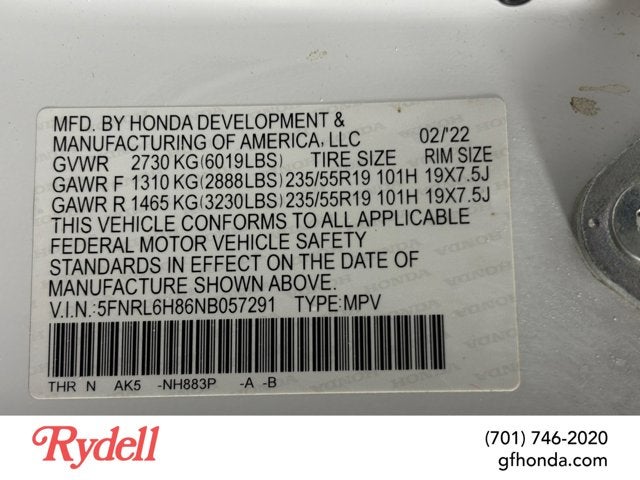 MFD. BY HONDA DEVELOPMENT &
MANUFACTURING OF AMERICA, LLC 02/'22
GVWR 2730 KG(6019LBS) TIRE SIZE RIM SIZE
GAWR F 1310 KG(2888LBS) 235/55R19 101H 19X7.5J
GAWR R 1465 KG(3230LBS) 235/55R19 101H 19X7.5J
THIS VEHICLE CONFORMS TO ALL APPLICABLE
FEDERAL MOTOR VEHICLE SAFETY
STANDARDS IN EFFECT ON THE DATE OF
MANUFACTURE SHOWN ABOVE.
V.I.N.:5FNRL6H86NB057291 TYPE:MPV
THR N AK5 -NH883P -A -B
Rydell
(701) 746-2020
gfhonda.com